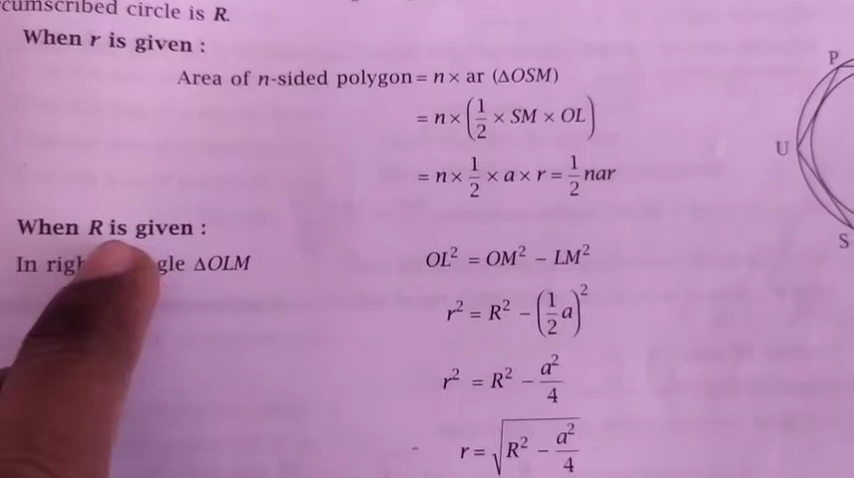 cumscribed circle is R.
When r is given :
Area of n-sided polygon = n × ar (ΔOSM)
= n × (1/2 × SM × OL)
= n × 1/2 × a × r = 1/2 nar
When R is given :
In righ gle ΔOLM OL² = OM² − LM²
r² = R² − (1/2 a)²
r² = R² − a²/4
r = √(R² − a²/4)
P
U
S